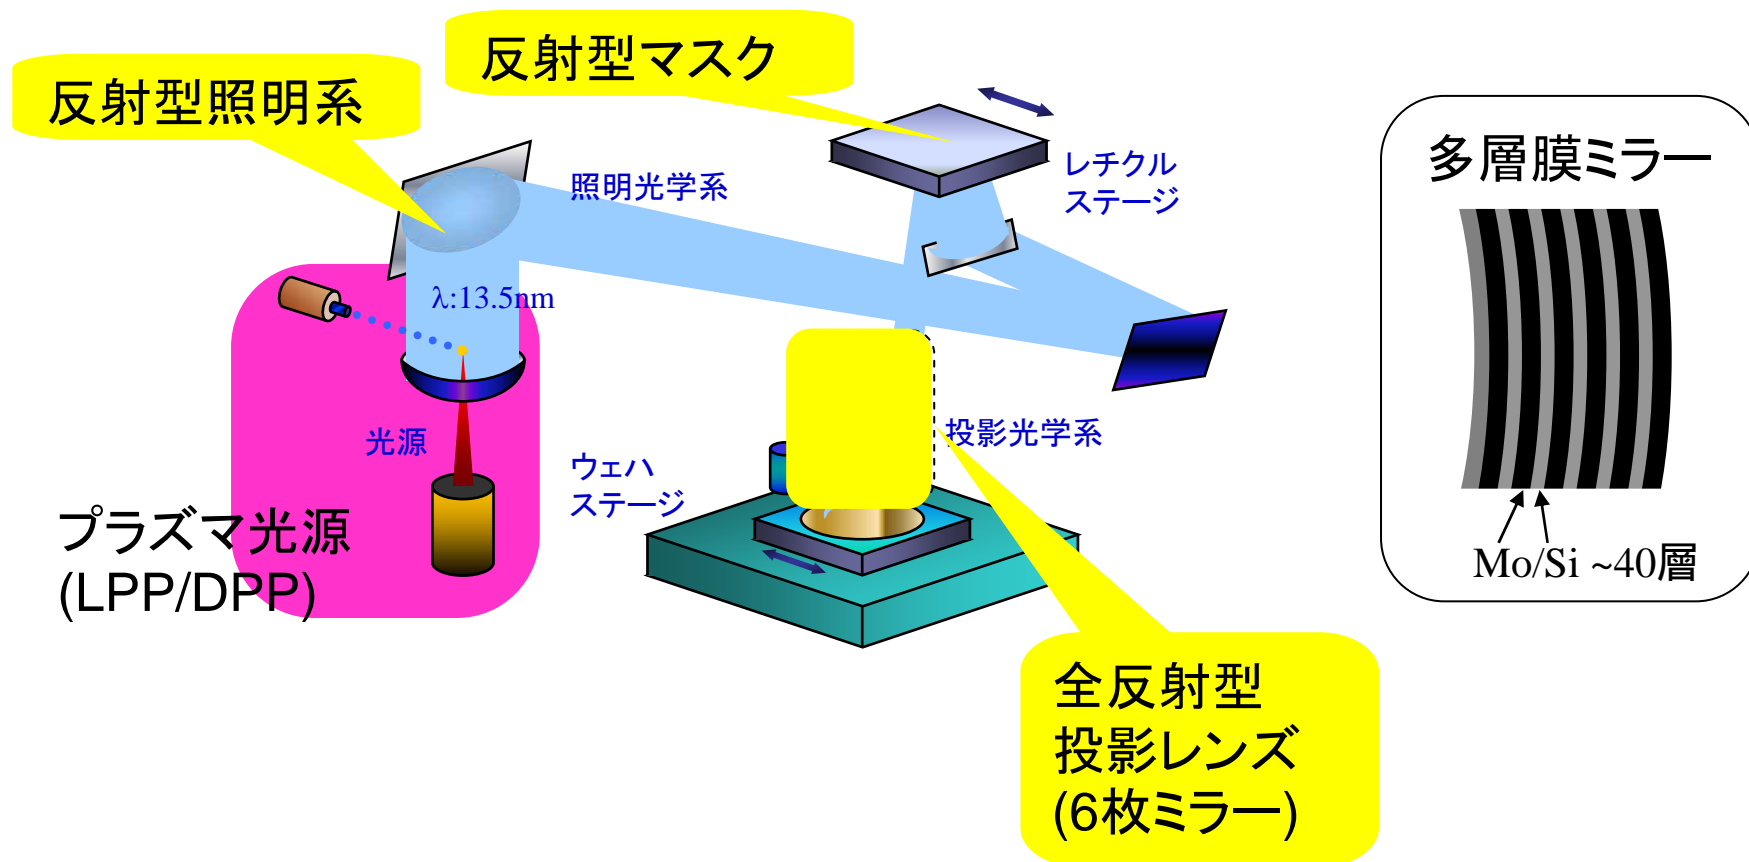 反射型照明系
反射型マスク
照明光学系
レチクル
ステージ
λ:13.5nm
光源
プラズマ光源
(LPP/DPP)
ウェハ
ステージ
投影光学系
全反射型
投影レンズ
(6枚ミラー)
多層膜ミラー
Mo/Si ~40層